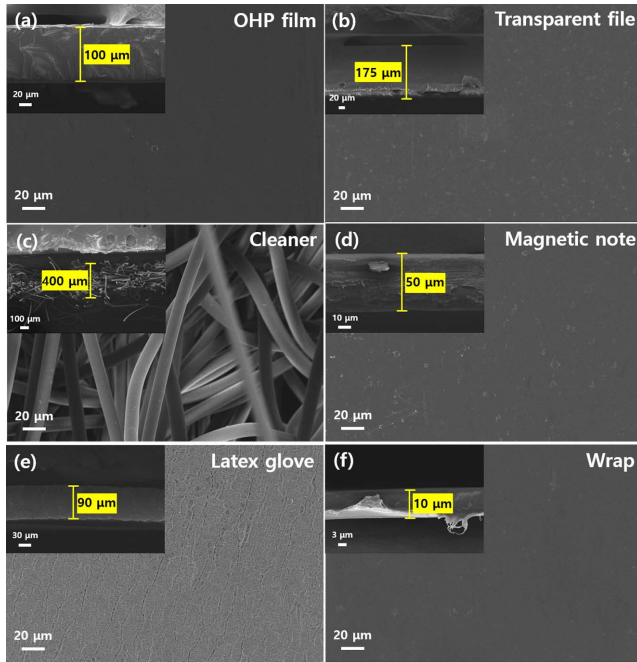 (a)
OHP film
100 μm
20 μm
20 μm
(b)
Transparent file
175 μm
20 μm
20 μm
(c)
Cleaner
400 μm
100 μm
20 μm
(d)
Magnetic note
50 μm
10 μm
20 μm
(e)
Latex glove
90 μm
30 μm
20 μm
(f)
Wrap
10 μm
3 μm
20 μm